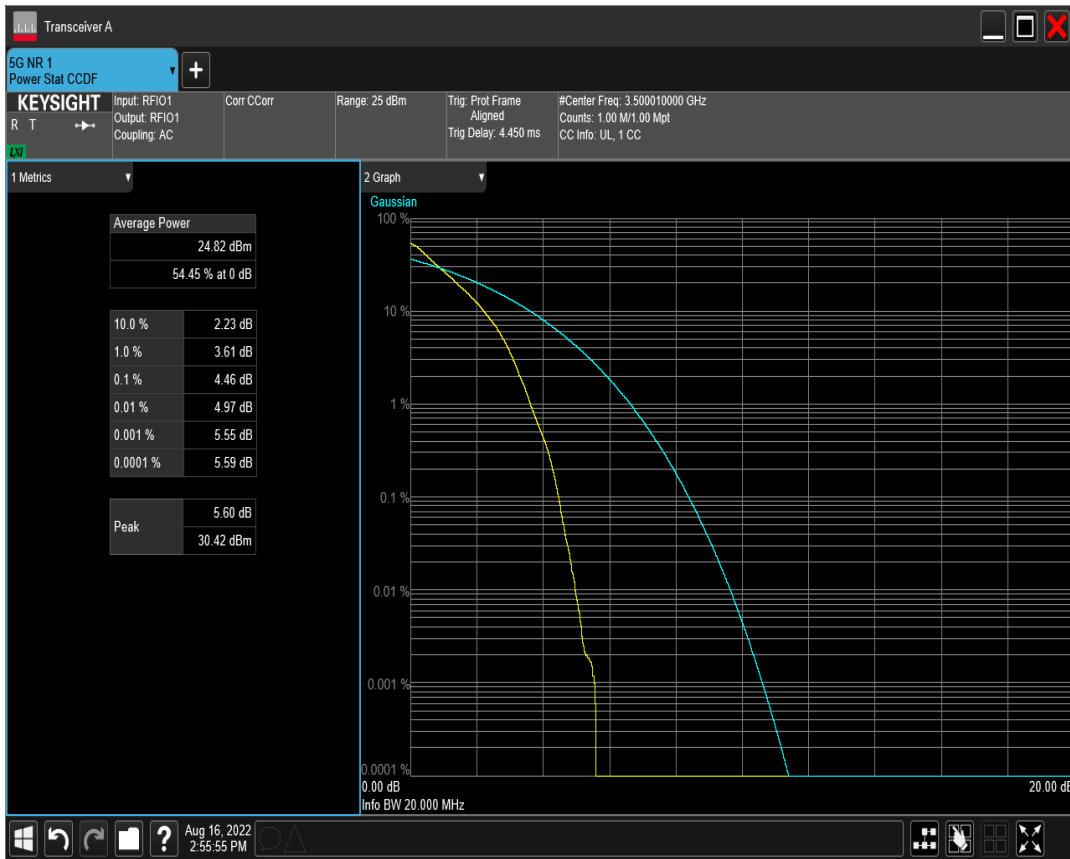 Transceiver A
5G NR 1
Power Stat CCDF
+
KEYSIGHT
R T
LXI
Input: RFIO1
Output: RFIO1
Coupling: AC
Corr CCorr
Range: 25 dBm
Trig: Prot Frame
Aligned
Trig Delay: 4.450 ms
#Center Freq: 3.500010000 GHz
Counts: 1.00 M/1.00 Mpt
CC Info: UL, 1 CC
1 Metrics
Average Power
24.82 dBm
54.45 % at 0 dB
10.0 % 2.23 dB
1.0 % 3.61 dB
0.1 % 4.46 dB
0.01 % 4.97 dB
0.001 % 5.55 dB
0.0001 % 5.59 dB
Peak
5.60 dB
30.42 dBm
2 Graph
Gaussian
100 %
10 %
1 %
0.1 %
0.01 %
0.001 %
0.0001 %
0.00 dB
20.00 dB
Info BW 20.000 MHz
?
Aug 16, 2022
2:55:55 PM